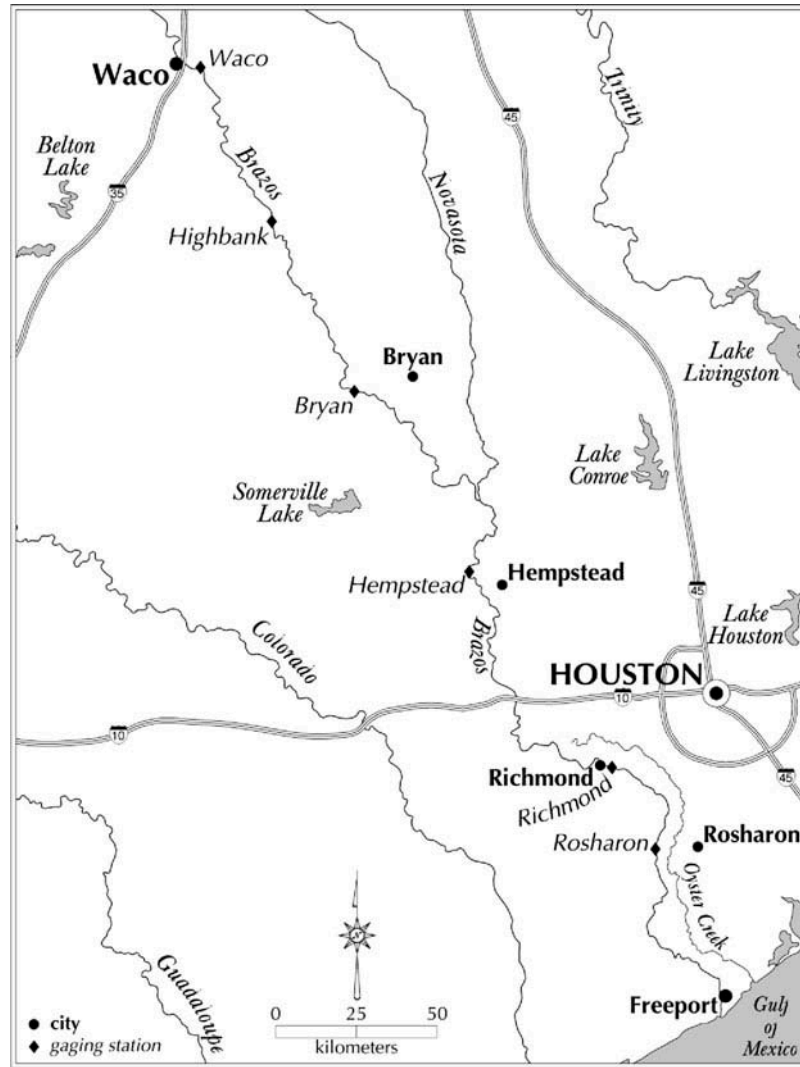 Waco
Waco
Belton
Lake
35
Brazos
Highbank
Novasota
45
Trinity
Bryan
Bryan
Lake
Livingston
Lake
Conroe
Somerville
Lake
Hempstead
Hempstead
45
Lake
Houston
Colorado
Brazos
HOUSTON
10
10
45
Richmond
Richmond
Rosharon
Rosharon
Oyster Creek
Guadaloupe
N
Freeport
Gulf
of
Mexico
city
gaging station
0 25 50
kilometers